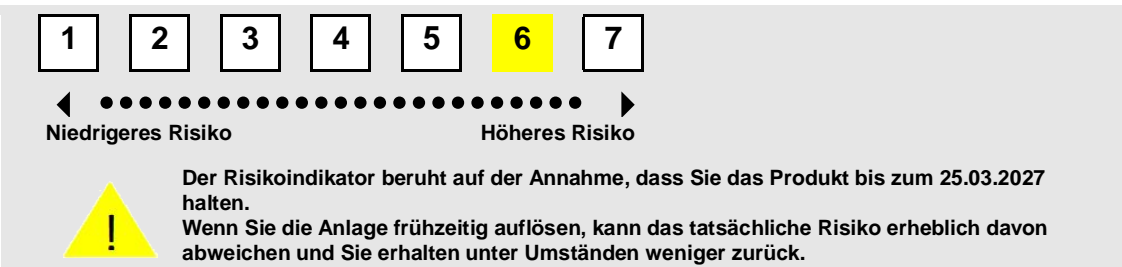 1 2 3 4 5 6 7
Niedrigeres Risiko Höheres Risiko
Der Risikoindikator beruht auf der Annahme, dass Sie das Produkt bis zum 25.03.2027
halten.
Wenn Sie die Anlage frühzeitig auflösen, kann das tatsächliche Risiko erheblich davon
abweichen und Sie erhalten unter Umständen weniger zurück.
!